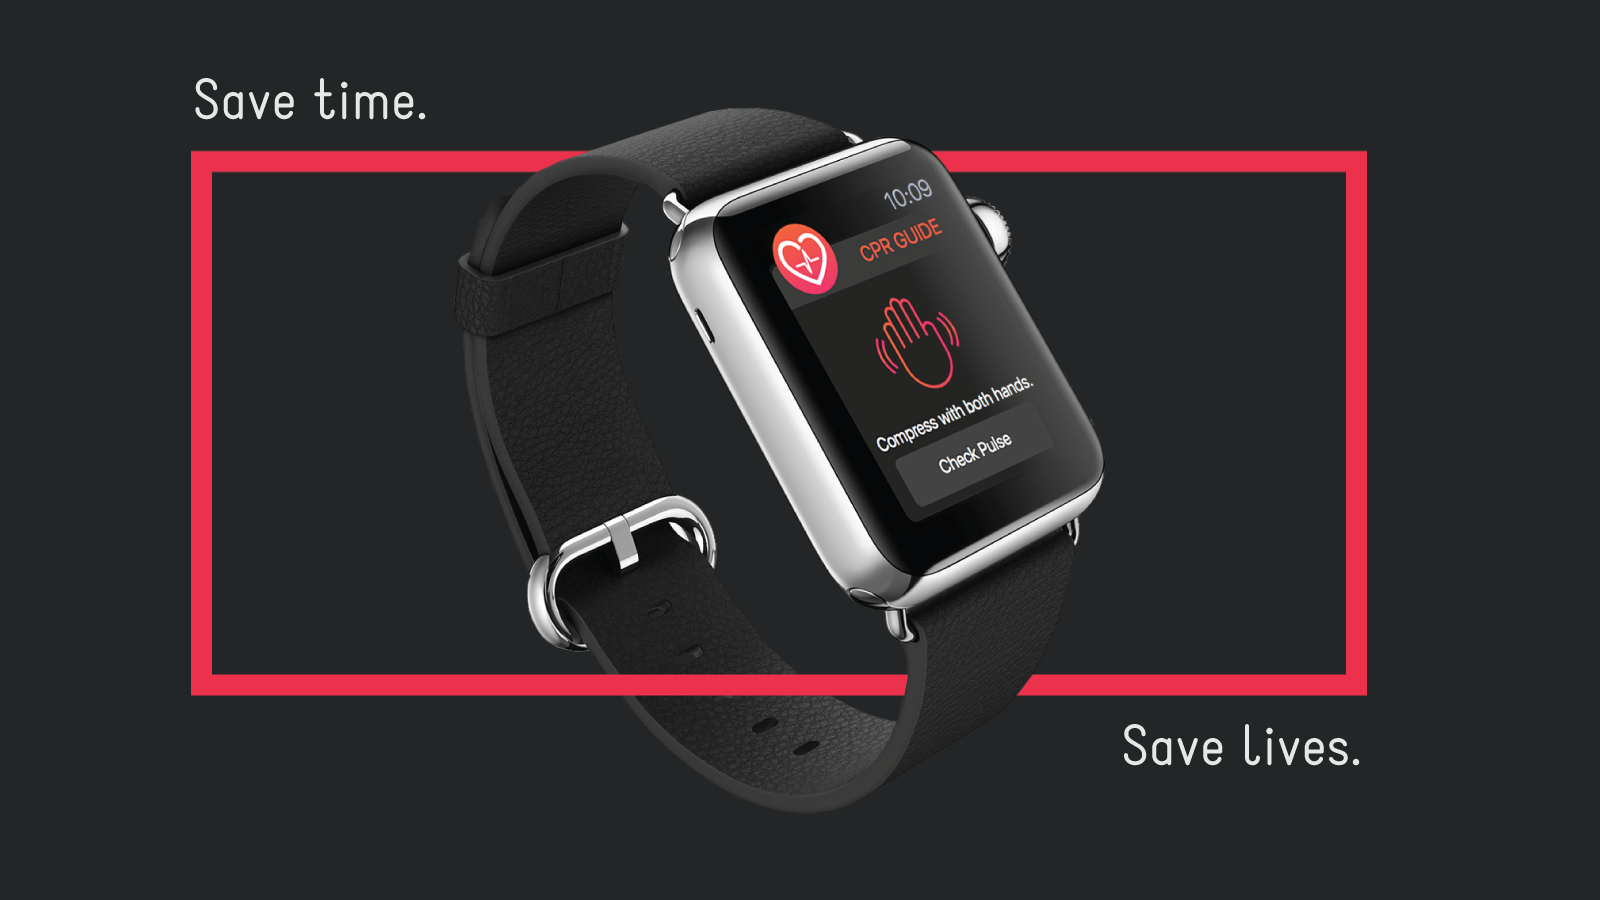 Save time.
10:09
CPR GUIDE
Compress with both hands.
Check Pulse
Save lives.